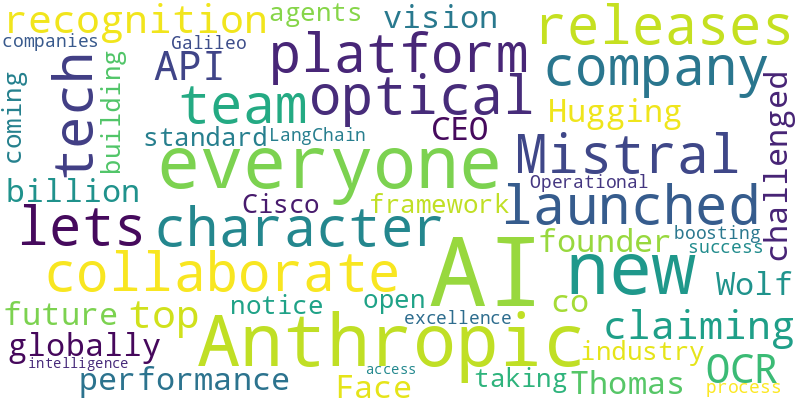 recognition
agents
vision
releases
companies
Galileo
API
platform
company
tech
building
coming
team
optical
Hugging
challenged
standard
LangChain
CEO
everyone
Mistral
billion
Operational
Cisco
framework
launched
lets
character
founder
boosting
success
collaborate
AI
new
Wolf
future
top
notice
open
co
excellence
claiming
globally
Anthropic
industry
intelligence
performance
Face
access
taking
Thomas
OCR
process